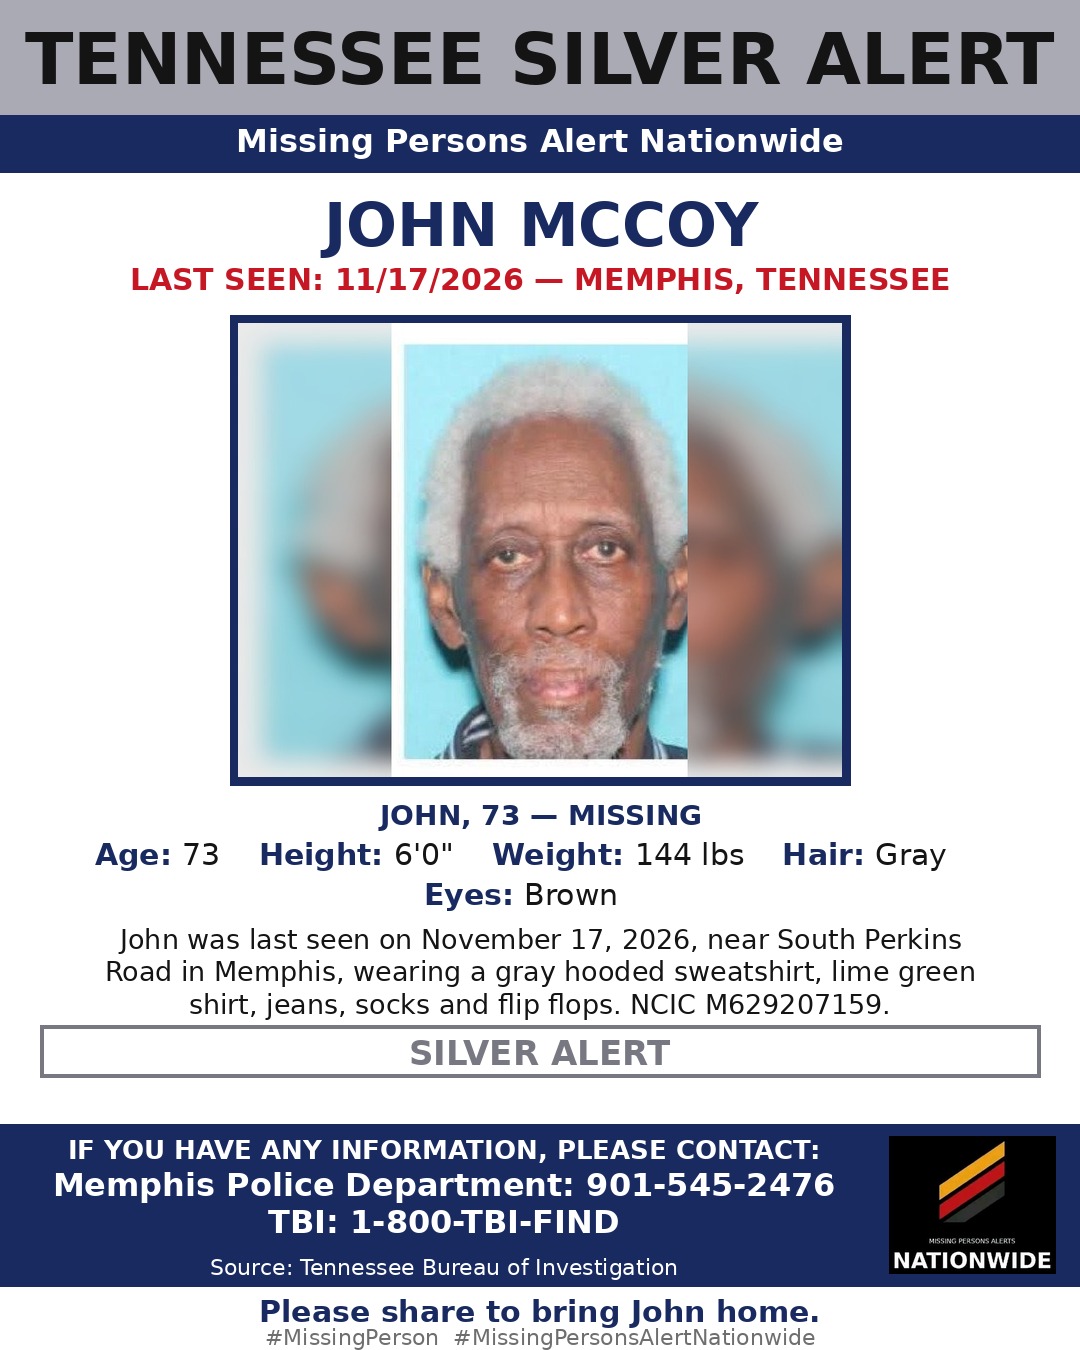 TENNESSEE SILVER ALERT
Missing Persons Alert Nationwide
JOHN MCCOY
LAST SEEN: 11/17/2026 — MEMPHIS, TENNESSEE
JOHN, 73 — MISSING
Age: 73 Height: 6'0" Weight: 144 lbs Hair: Gray
Eyes: Brown
John was last seen on November 17, 2026, near South Perkins
Road in Memphis, wearing a gray hooded sweatshirt, lime green
shirt, jeans, socks and flip flops. NCIC M629207159.
SILVER ALERT
IF YOU HAVE ANY INFORMATION, PLEASE CONTACT:
Memphis Police Department: 901-545-2476
TBI: 1-800-TBI-FIND
Source: Tennessee Bureau of Investigation
MISSING PERSONS ALERTS
NATIONWIDE
Please share to bring John home.
#MissingPerson #MissingPersonsAlertNationwide